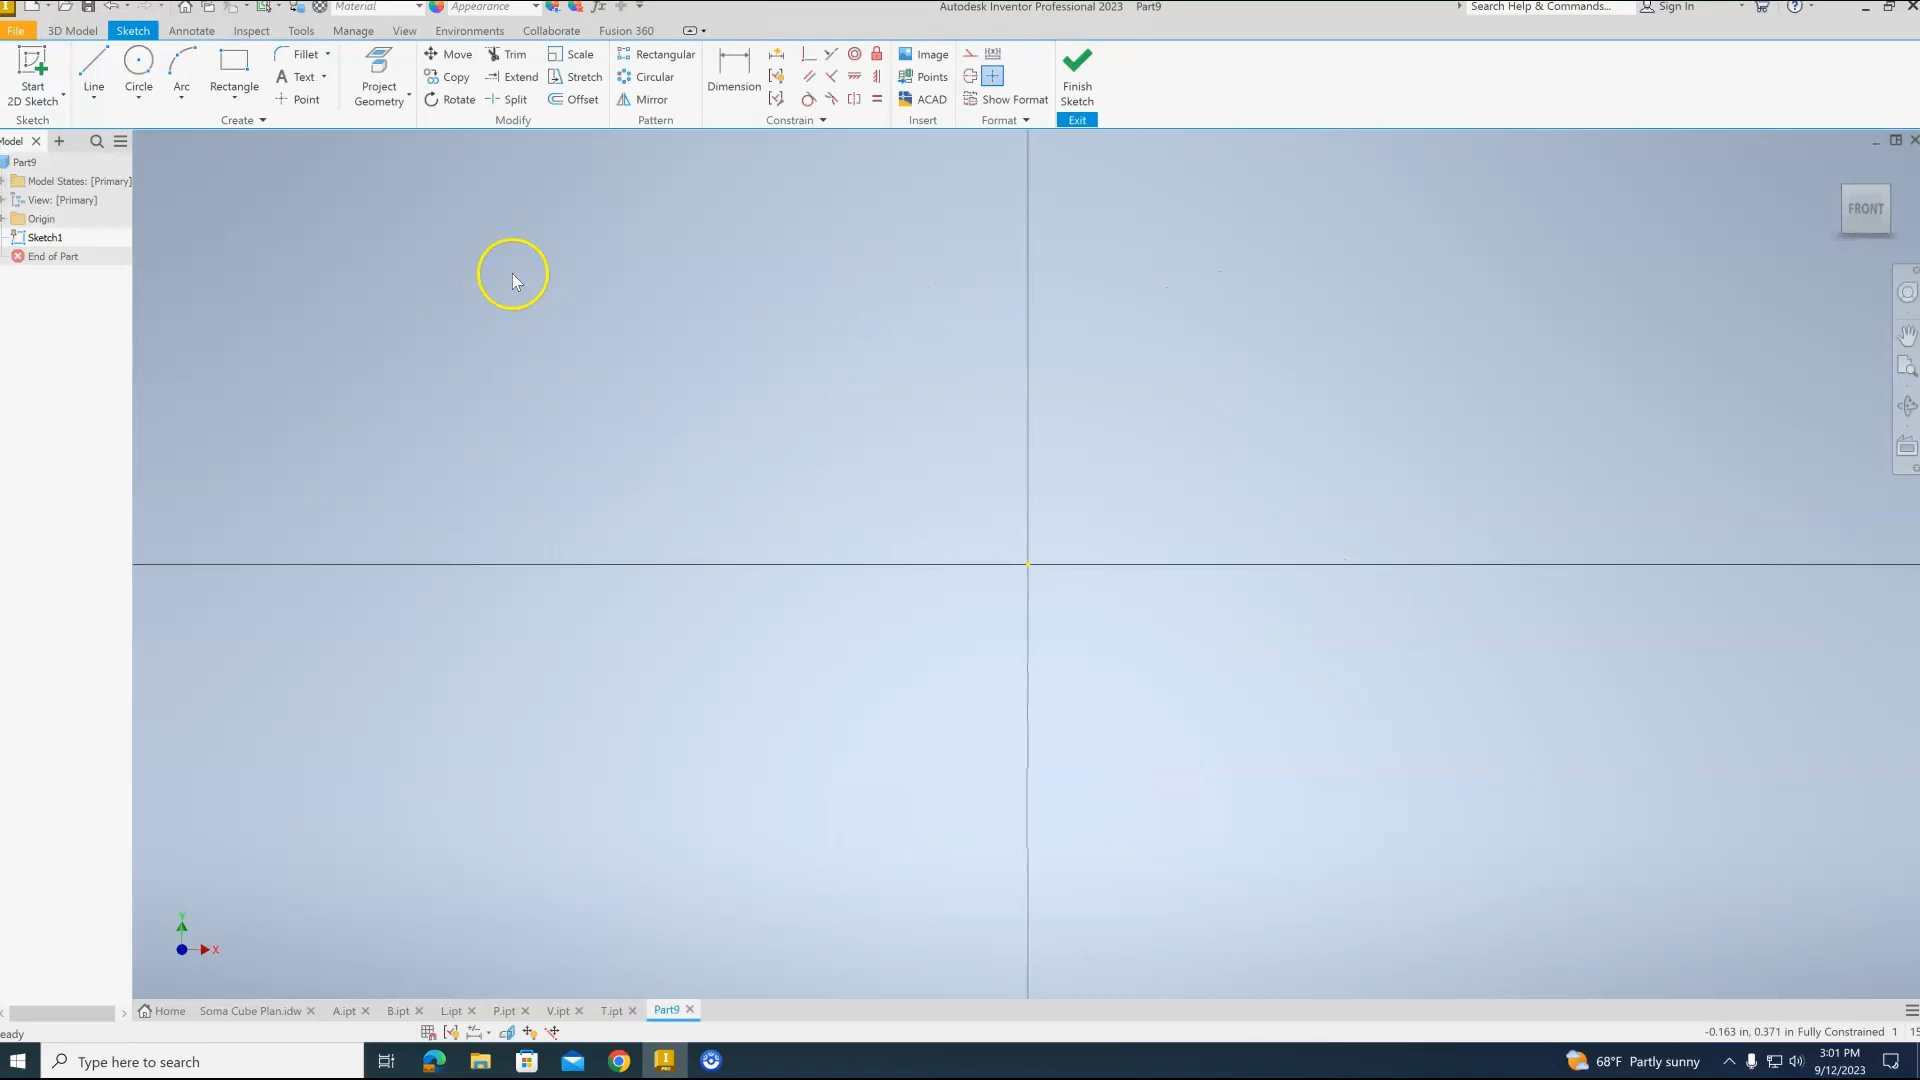 I Material Appearance fx Autodesk Inventor Professional 2023 Part9 Search Help & Commands... Sign In
File 3D Model Sketch Annotate Inspect Tools Manage View Environments Collaborate Fusion 360
Start 2D Sketch Line Circle Arc Rectangle Fillet Text Point Project Geometry Move Copy Rotate Trim Extend Split Scale Stretch Offset Rectangular Circular Mirror Dimension Image Points ACAD Show Format Finish Sketch
Sketch Create Modify Pattern Constrain Insert Format Exit
Model
Part9
Model States: [Primary]
View: [Primary]
Origin
Sketch1
End of Part
FRONT
Y
X
Home Soma Cube Plan.idw A.ipt B.ipt L.ipt P.ipt V.ipt T.ipt Part9
eady -0.163 in, 0.371 in Fully Constrained 1 15
Type here to search 68°F Partly sunny 3:01 PM
9/12/2023